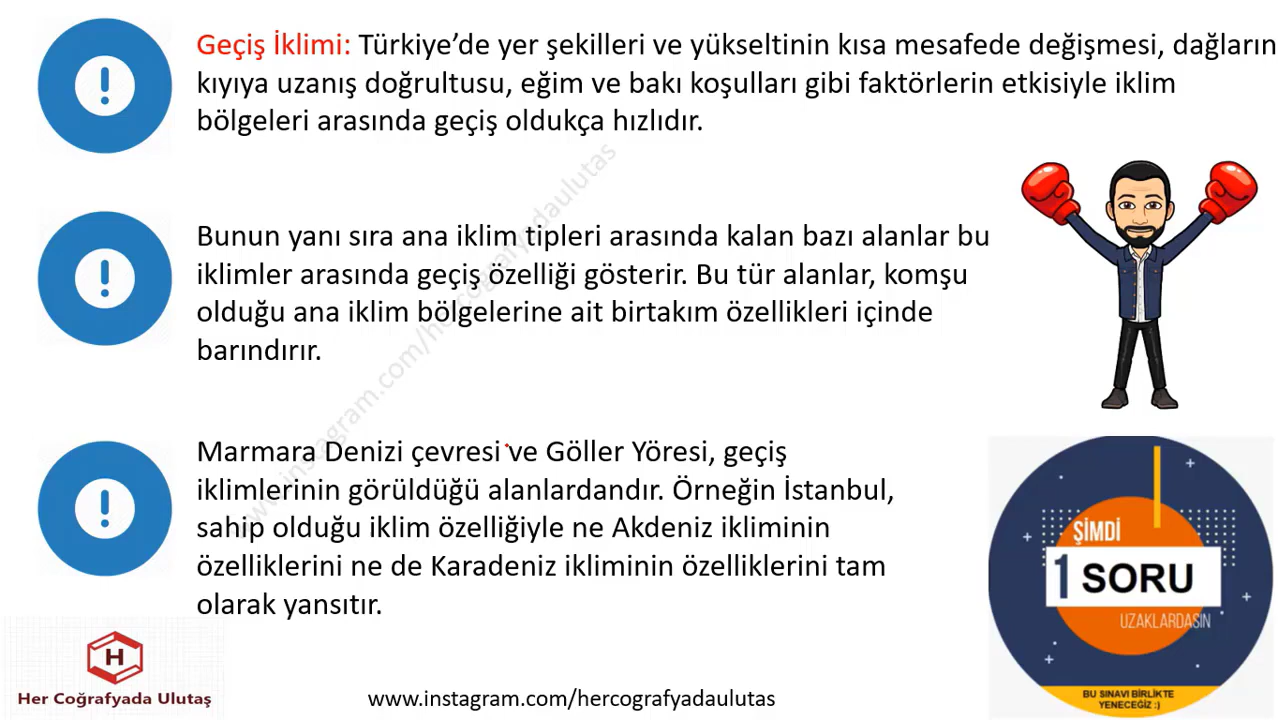 Geçiş İklimi: Türkiye’de yer şekilleri ve yükseltinin kısa mesafede değişmesi, dağların
kıyıya uzanış doğrultusu, eğim ve bakı koşulları gibi faktörlerin etkisiyle iklim
bölgeleri arasında geçiş oldukça hızlıdır.
Bunun yanı sıra ana iklim tipleri arasında kalan bazı alanlar bu
iklimler arasında geçiş özelliği gösterir. Bu tür alanlar, komşu
olduğu ana iklim bölgelerine ait birtakım özellikleri içinde
barındırır.
Marmara Denizi çevresi ve Göller Yöresi, geçiş
iklimlerinin görüldüğü alanlardandır. Örneğin İstanbul,
sahip olduğu iklim özelliğiyle ne Akdeniz ikliminin
özelliklerini ne de Karadeniz ikliminin özelliklerini tam
olarak yansıtır.
www.instagram.com/hercografyadaulutas
ŞİMDİ
1 SORU
UZAKLARDASIN
BU SINAVI BİRLİKTE
YENECEĞİZ :)
H
Her Coğrafyada Ulutaş
www.instagram.com/hercografyadaulutas